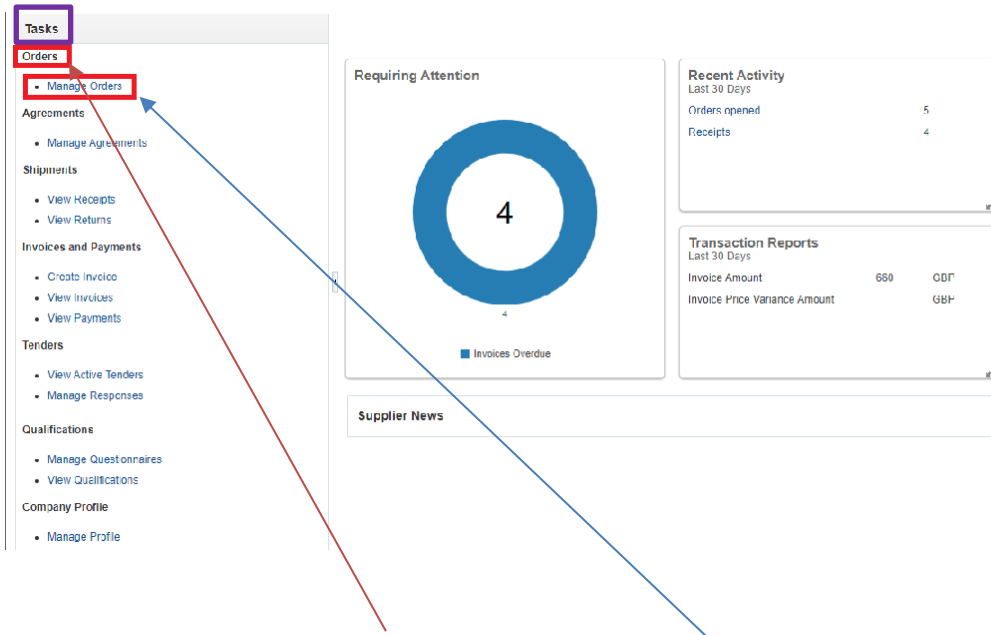 Tasks
Orders
Manage Orders
Agreements
Manage Agreements
Shipments
View Receipts
View Returns
Invoices and Payments
Create Invoice
View Invoices
View Payments
Tenders
View Active Tenders
Manage Responses
Qualifications
Manage Questionnaires
View Qualifications
Company Profile
Manage Profile
Requiring Attention
4
4
Invoices Overdue
Recent Activity
Last 30 Days
Orders opened 5
Receipts 4
Transaction Reports
Last 30 Days
Invoice Amount 660 GBP
Invoice Price Variance Amount GBP
Supplier News